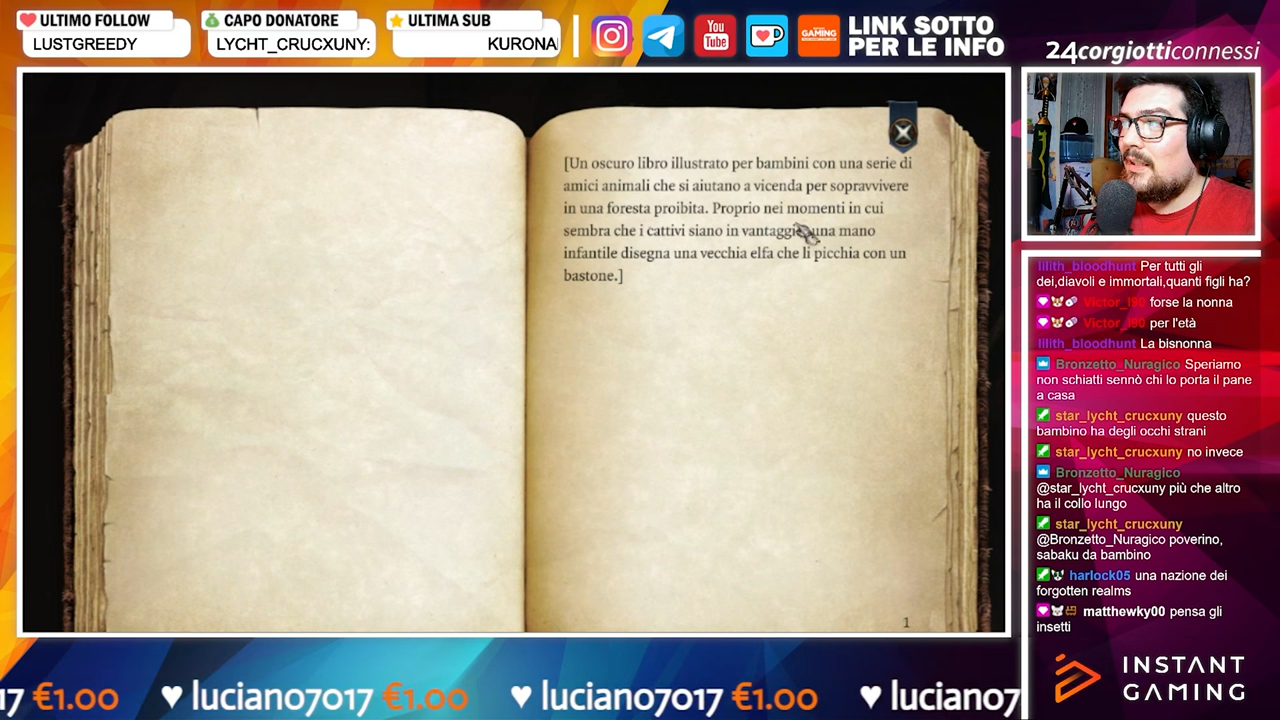 ULTIMO FOLLOW
LUSTGREEDY
CAPO DONATORE
LYCHT_CRUCXUNY:
ULTIMA SUB
KURONA
You
Tube
INSTANT
GAMING
LINK SOTTO
PER LE INFO
24corgiotticonnessi
[Un oscuro libro illustrato per bambini con una serie di
amici animali che si aiutano a vicenda per sopravvivere
in una foresta proibita. Proprio nei momenti in cui
sembra che i cattivi siano in vantaggio una mano
infantile disegna una vecchia elfa che li picchia con un
bastone.]
1
lilith_bloodhunt Per tutti gli
dei,diavoli e immortali,quanti figli ha?
Victor_l90 forse la nonna
Victor_l90 per l'età
lilith_bloodhunt La bisnonna
Bronzetto_Nuragico Speriamo
non schiatti sennò chi lo porta il pane
a casa
star_lycht_crucxuny questo
bambino ha degli occhi strani
star_lycht_crucxuny no invece
Bronzetto_Nuragico
@star_lycht_crucxuny più che altro
ha il collo lungo
star_lycht_crucxuny
@Bronzetto_Nuragico poverino,
sabaku da bambino
harlock05 una nazione dei
forgotten realms
matthewky00 pensa gli
insetti
INSTANT
GAMING
17 €1.00 ♥ luciano7017 €1.00 ♥ luciano7017 €1.00 ♥ luciano7